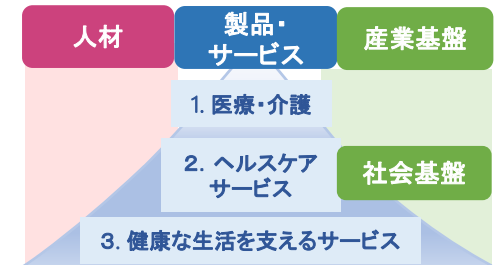 人材
製品・
サービス
産業基盤
1. 医療・介護
2. ヘルスケア
サービス
社会基盤
3. 健康な生活を支えるサービス